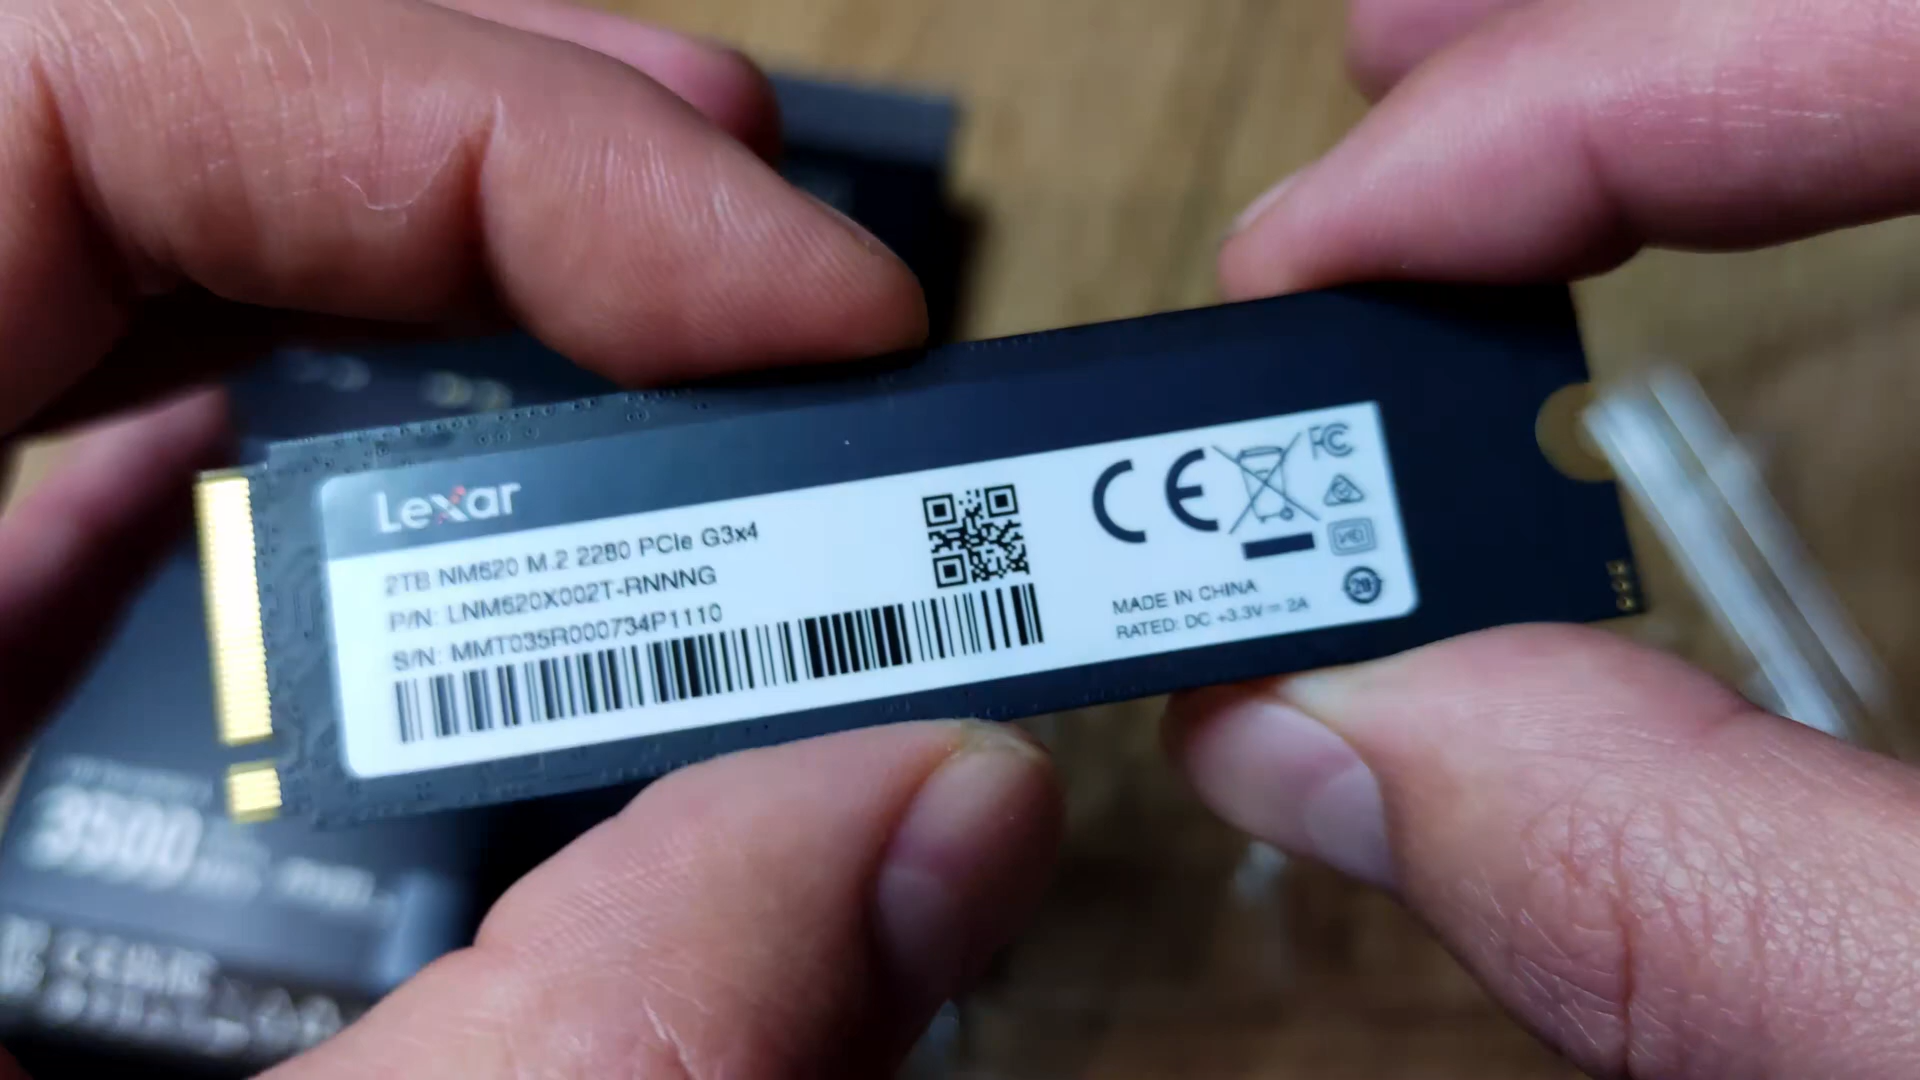 Lexar
2TB NM620 M.2 2280 PCIe G3x4
P/N: LNM620X002T-RNNNG
S/N: MMT035R000734P1110
CE
FC
MADE IN CHINA
RATED: DC +3.3V ⎓ 2A
3500